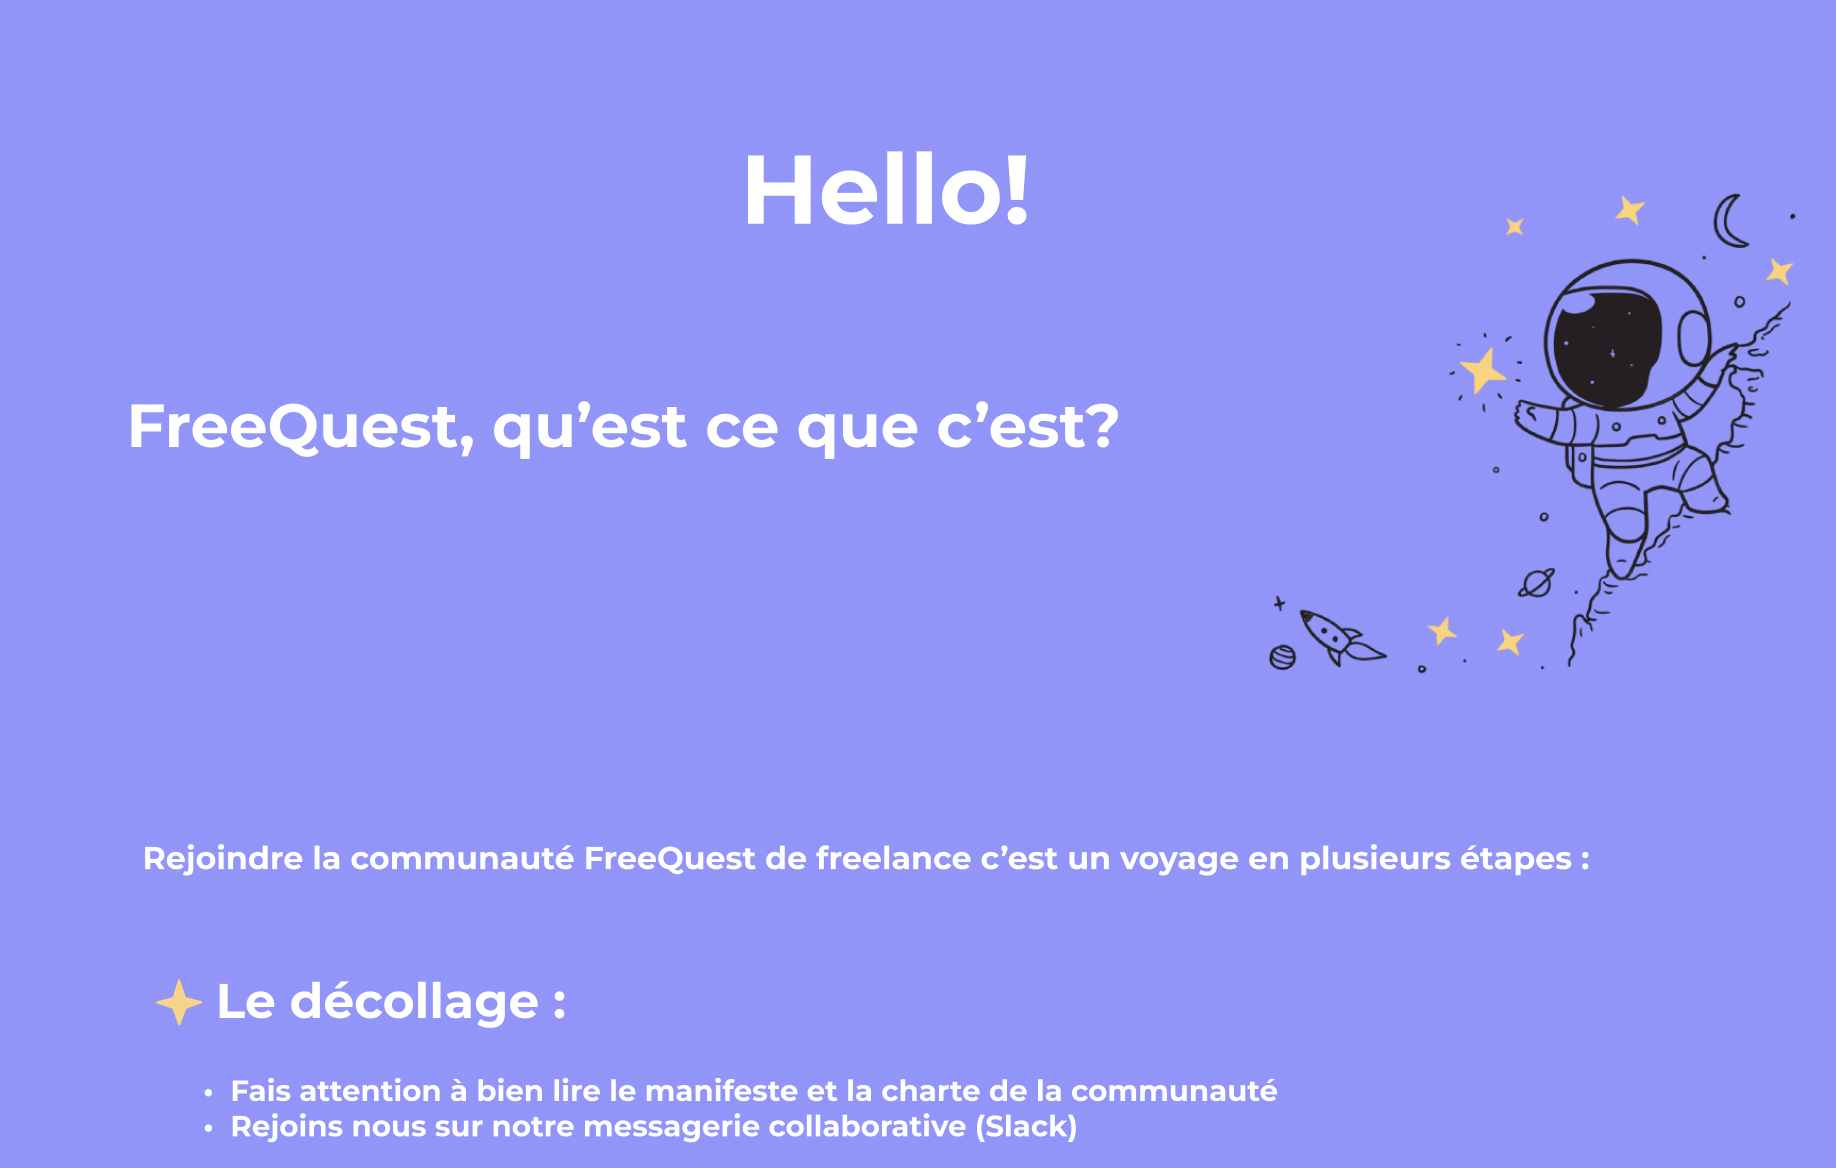 Hello!
FreeQuest, qu’est ce que c’est?
Rejoindre la communauté FreeQuest de freelance c’est un voyage en plusieurs étapes :
Le décollage :
• Fais attention à bien lire le manifeste et la charte de la communauté
• Rejoins nous sur notre messagerie collaborative (Slack)